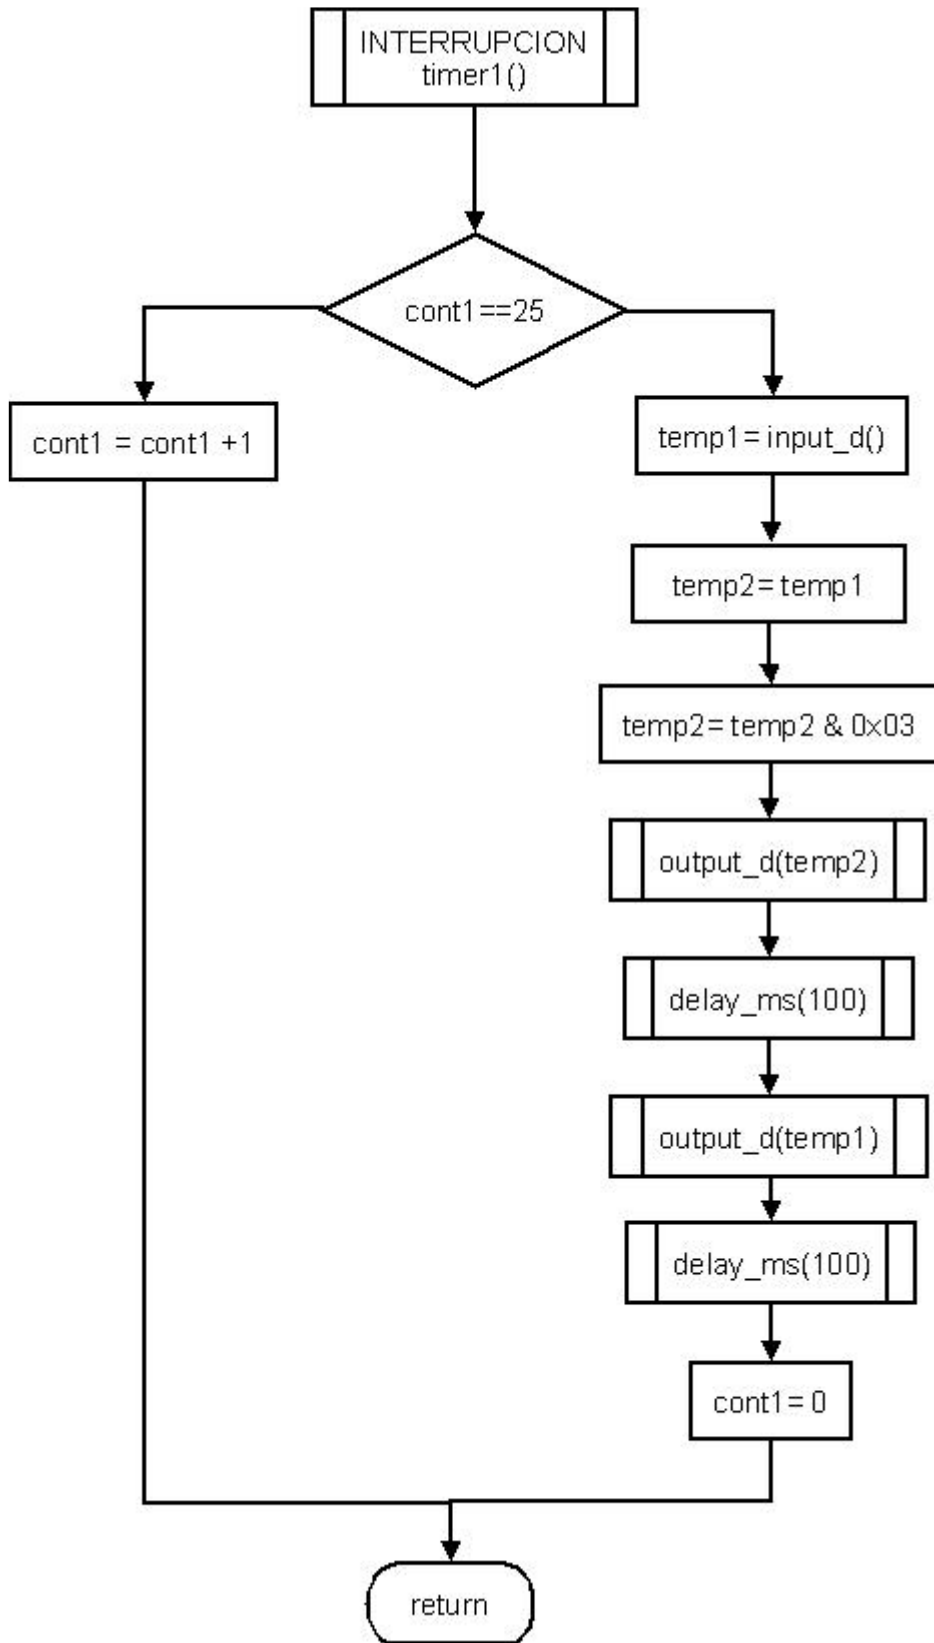 INTERRUPCION
timer1()
cont1==25
cont1 = cont1 +1
temp1= input_d()
temp2= temp1
temp2= temp2 & 0x03
output_d(temp2)
delay_ms(100)
output_d(temp1)
delay_ms(100)
cont1= 0
return